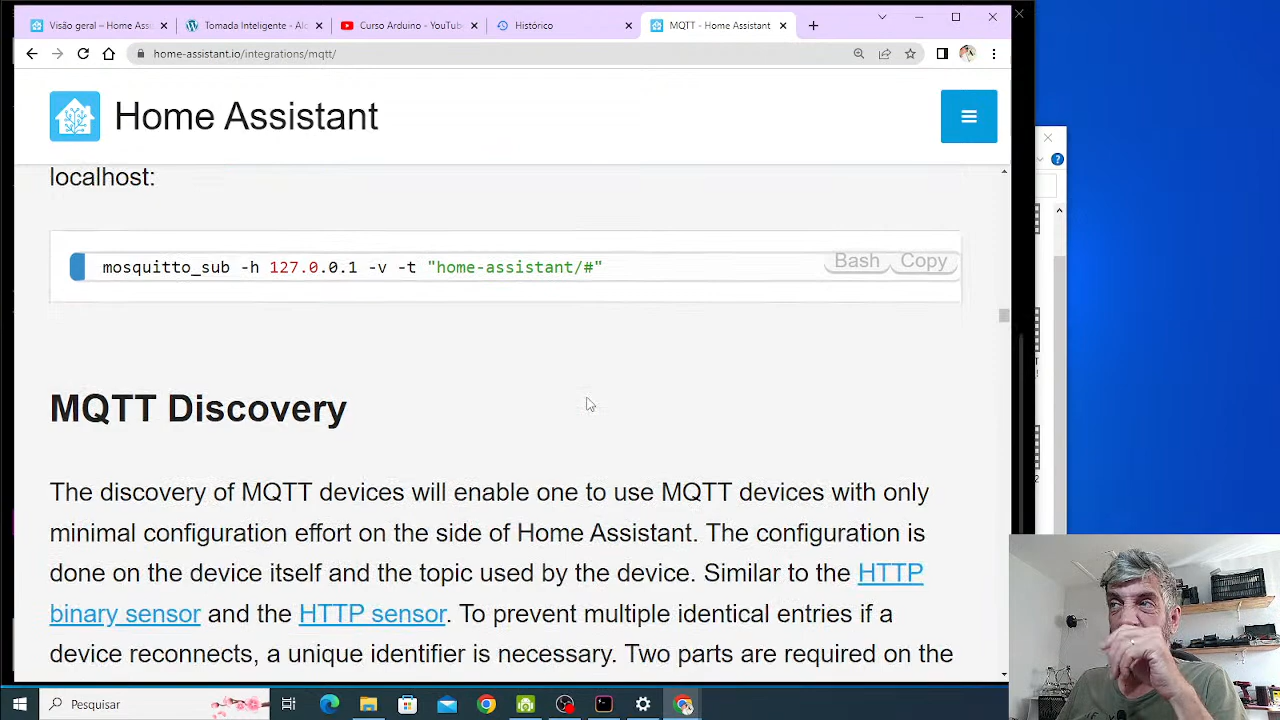 Visão geral – Home Ass
Tomada Inteligente - Alc
Curso Arduino - YouTub
Histórico
MQTT - Home Assistant
home-assistant.io/integrations/mqtt/
Home Assistant
localhost:
mosquitto_sub -h 127.0.0.1 -v -t "home-assistant/#"
Bash
Copy
MQTT Discovery
The discovery of MQTT devices will enable one to use MQTT devices with only
minimal configuration effort on the side of Home Assistant. The configuration is
done on the device itself and the topic used by the device. Similar to the HTTP
binary sensor and the HTTP sensor. To prevent multiple identical entries if a
device reconnects, a unique identifier is necessary. Two parts are required on the
Pesquisar